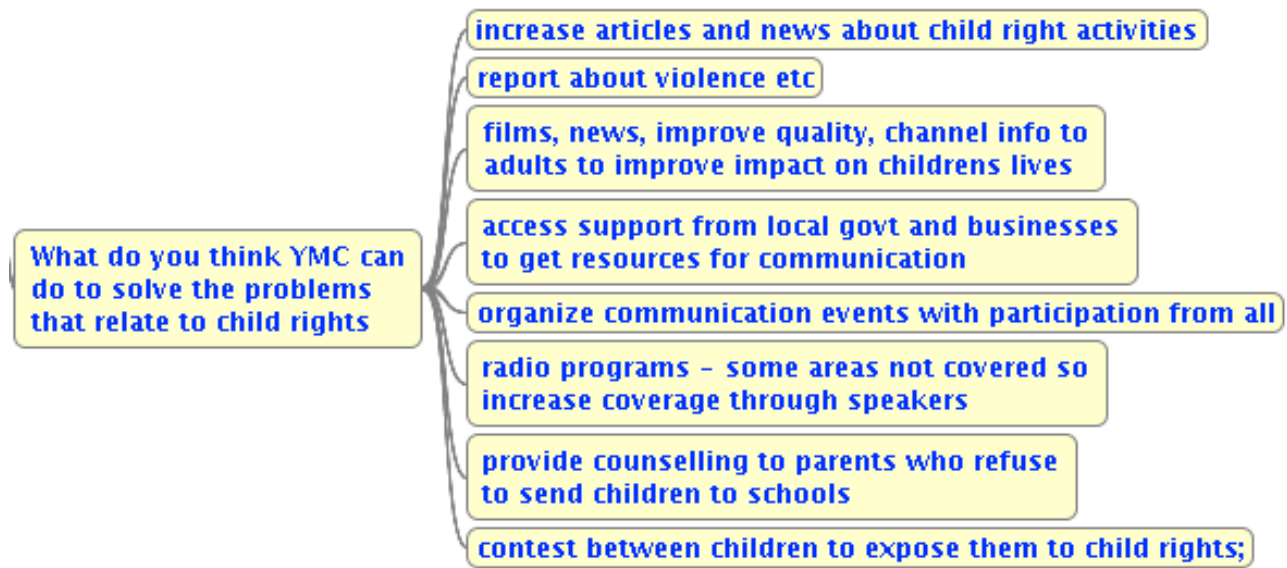 increase articles and news about child right activities
report about violence etc
films, news, improve quality, channel info to
adults to improve impact on childrens lives
access support from local govt and businesses
to get resources for communication
What do you think YMC can
do to solve the problems
that relate to child rights
organize communication events with participation from all
radio programs – some areas not covered so
increase coverage through speakers
provide counselling to parents who refuse
to send children to schools
contest between children to expose them to child rights;